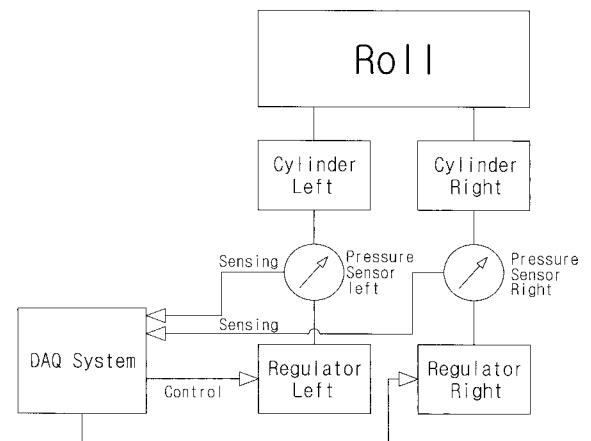 Roll
Cylinder
Left
Cylinder
Right
Sensing
Pressure
Sensor
left
Pressure
Sensor
Right
Sensing
DAQ System
Control
Regulator
Left
Regulator
Right